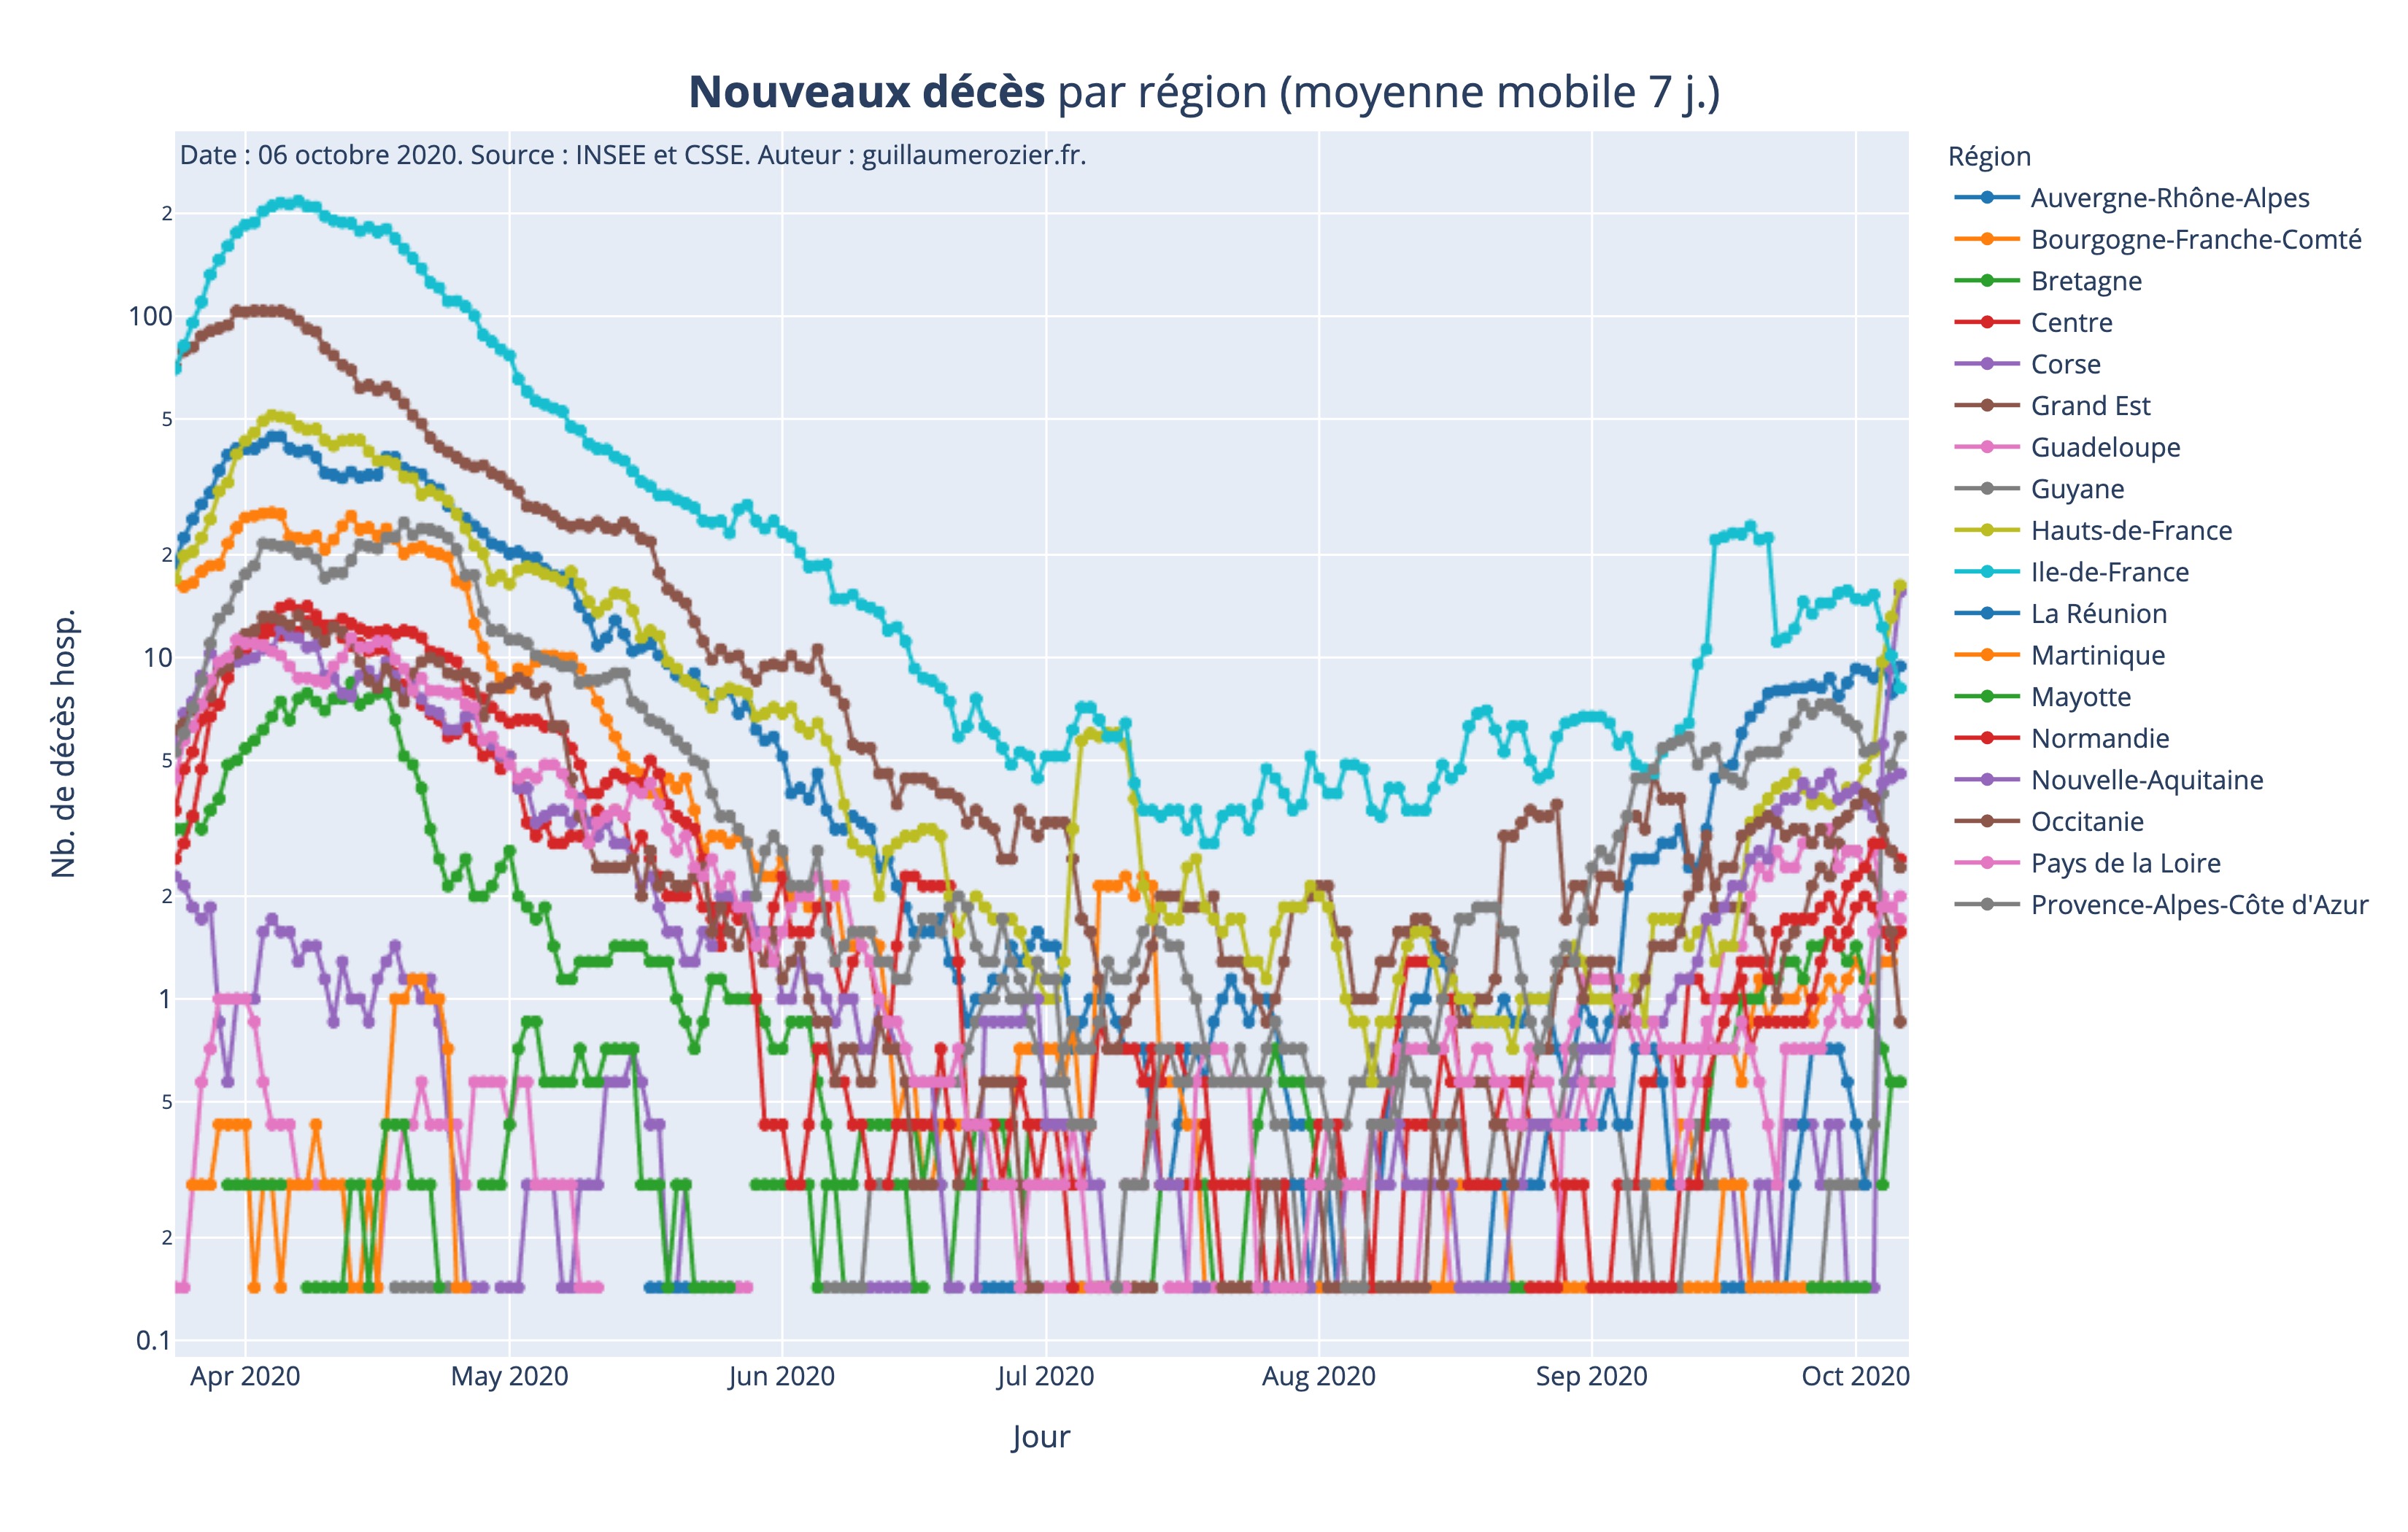 Nouveaux décès par région (moyenne mobile 7 j.)
Date : 06 octobre 2020. Source : INSEE et CSSE. Auteur : guillaumerozier.fr.
Nb. de décès hosp.
2
100
5
2
10
5
2
1
5
2
0.1
Apr 2020
May 2020
Jun 2020
Jul 2020
Aug 2020
Sep 2020
Oct 2020
Jour
Région
Auvergne-Rhône-Alpes
Bourgogne-Franche-Comté
Bretagne
Centre
Corse
Grand Est
Guadeloupe
Guyane
Hauts-de-France
Ile-de-France
La Réunion
Martinique
Mayotte
Normandie
Nouvelle-Aquitaine
Occitanie
Pays de la Loire
Provence-Alpes-Côte d'Azur